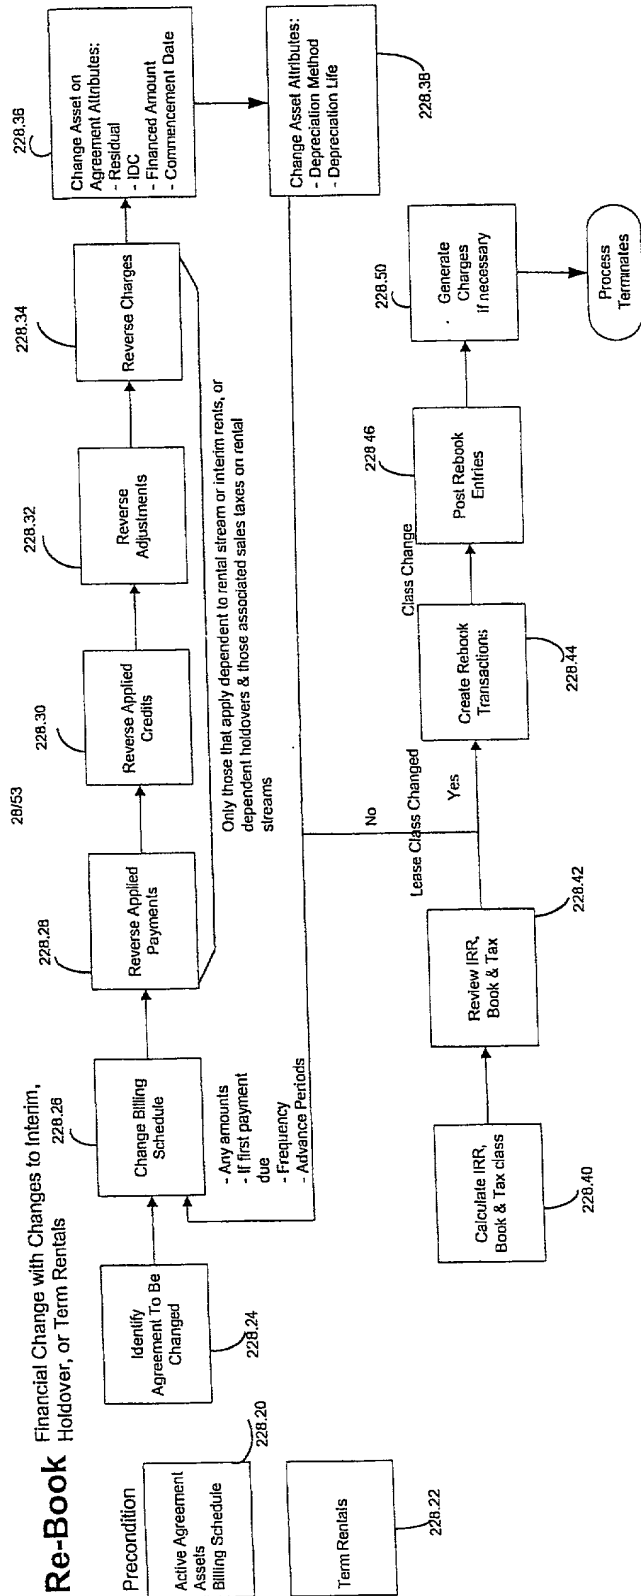 28/53
Re-Book Financial Change with Changes to Interim,
Holdover, or Term Rentals
Precondition
Active Agreement
Assets
Billing Schedule
228.20
Term Rentals
228.22
Identify
Agreement To Be
Changed
228.24
Change Billing
Schedule
228.26
- Any amounts
- If first payment
due
- Frequency
- Advance Periods
Reverse Applied
Payments
228.28
Reverse Applied
Credits
228.30
Reverse
Adjustments
228.32
Reverse Charges
228.34
Only those that apply dependent to rental stream or interim rents, or
dependent holdovers & those associated sales taxes on rental
streams
Change Asset on
Agreement Attributes:
- Residual
- IDC
- Financed Amount
- Commencement Date
228.36
Change Asset Attributes:
- Depreciation Method
- Depreciation Life
228.38
Calculate IRR,
Book & Tax class
228.40
Review IRR,
Book & Tax
228.42
No
Lease Class Changed
Yes
Create Rebook
Transactions
228.44
Class Change
Post Rebook
Entries
228 46
Generate
Charges
if necessary
228.50
Process
Terminates